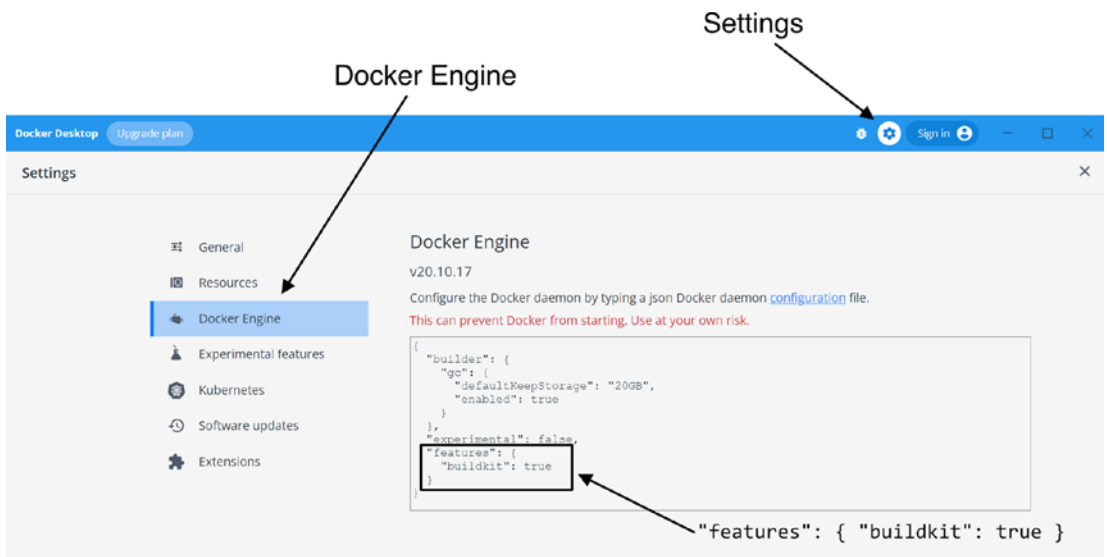 Settings
Docker Engine
Docker Desktop Upgrade plan Sign in
Settings
General
Resources
Docker Engine
Experimental features
Kubernetes
Software updates
Extensions
Docker Engine
v20.10.17
Configure the Docker daemon by typing a json Docker daemon configuration file.
This can prevent Docker from starting. Use at your own risk.
{
"builder": {
"gc": {
"defaultKeepStorage": "20GB",
"enabled": true
}
},
"experimental": false,
"features": {
"buildkit": true
}
}
"features": { "buildkit": true }